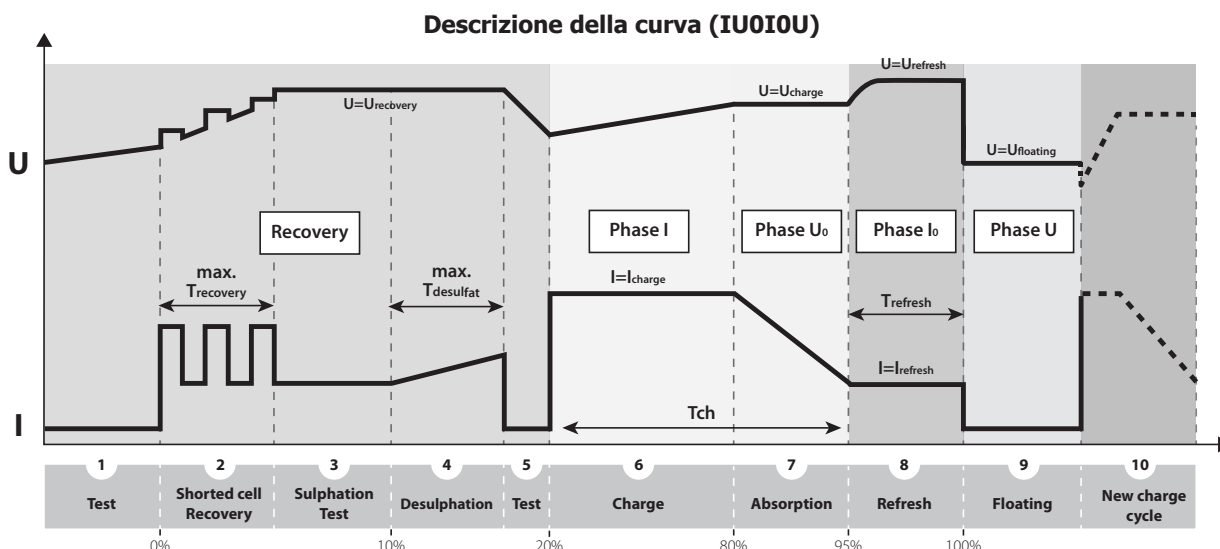 Descrizione della curva (IU0I0U)
U=Urefresh
U=Urecovery
U=Ucharge
U=Ufloating
U
Recovery
Phase I
Phase U0
Phase I0
Phase U
max.
Trecovery
max.
Tdesulfat
I=Icharge
Trefresh
I=Irefresh
Tch
I
1
2
3
4
5
6
7
8
9
10
Test
Shorted cell
Recovery
Sulphation
Test
Desulphation
Test
Charge
Absorption
Refresh
Floating
New charge
cycle
0%
10%
20%
80%
95%
100%